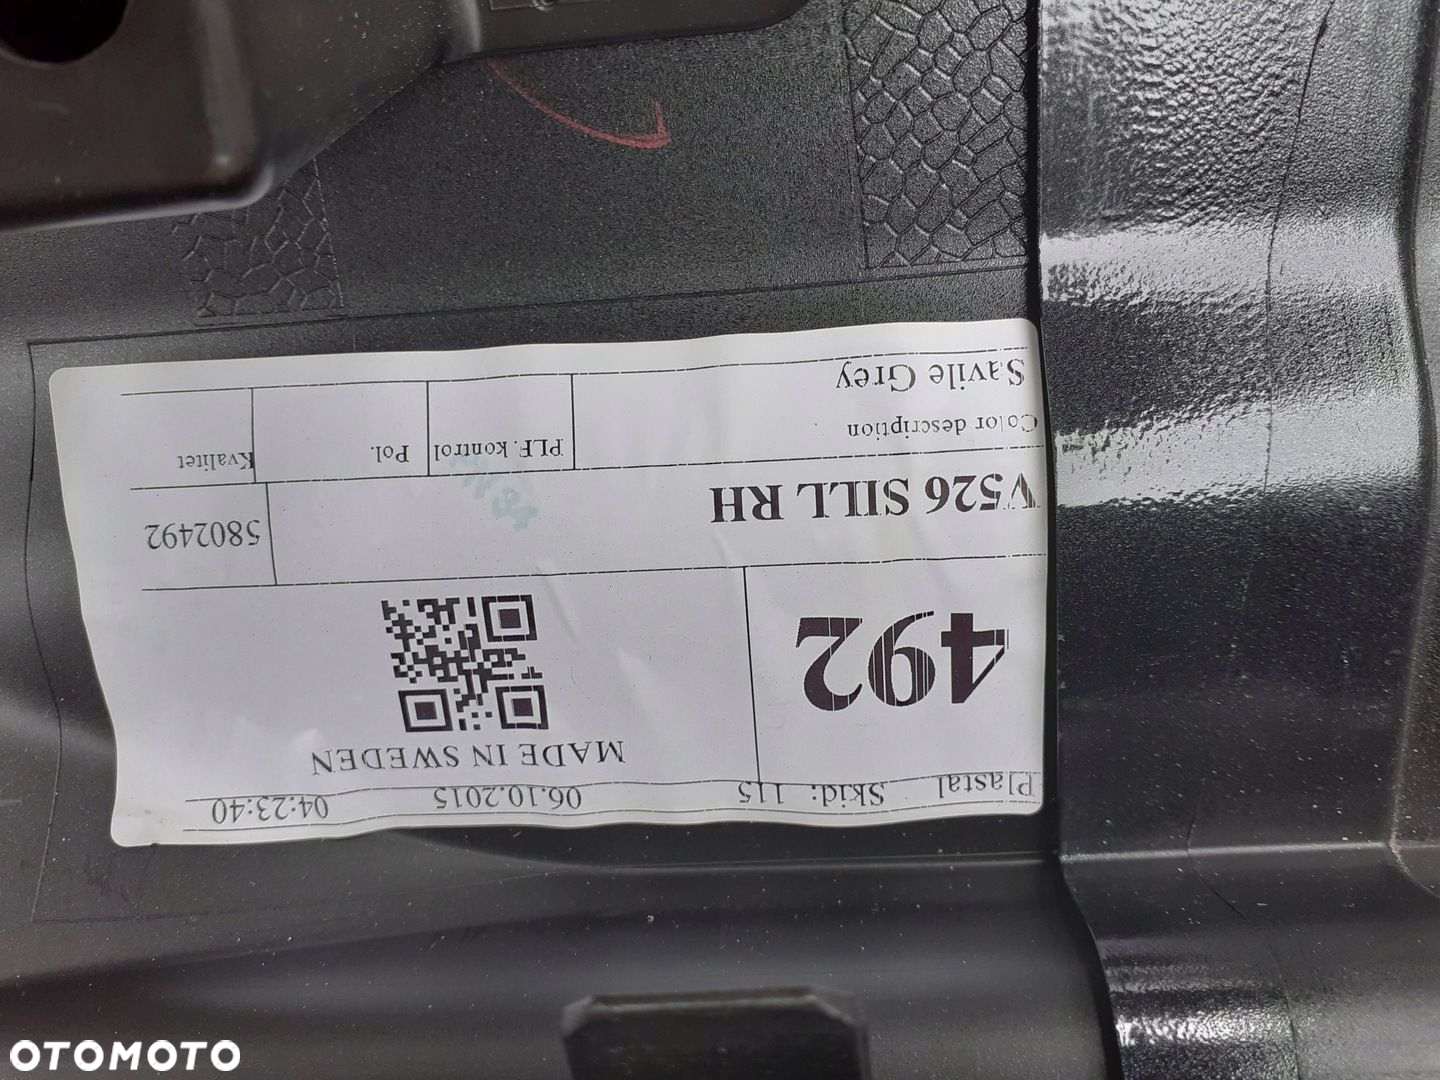 Plastal Skid: 115 06.10.2015 04:23:40
492
MADE IN SWEDEN
V526 SILL RH 5802492
Color description PLF. kontrol Pol. Kvalitet
Savile Grey
OTOMOTO